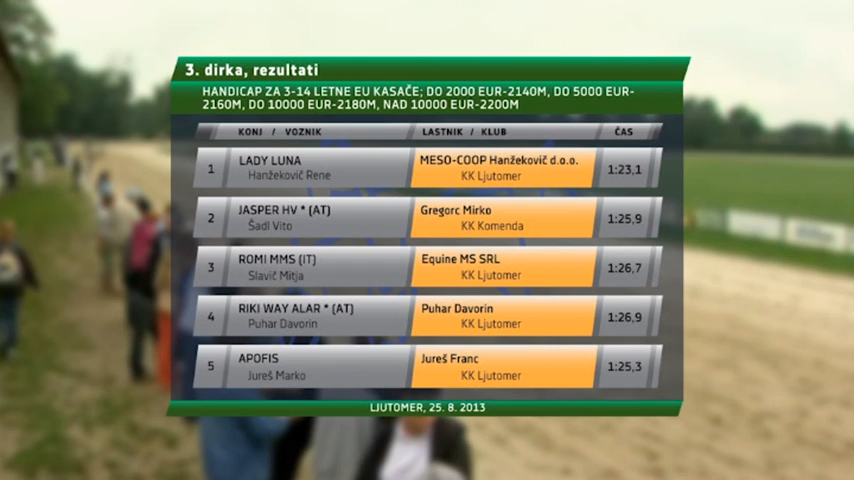 3. dirka, rezultati
HANDICAP ZA 3-14 LETNE EU KASAČE; DO 2000 EUR-2140M, DO 5000 EUR-
2160M, DO 10000 EUR-2180M, NAD 10000 EUR-2200M
KONJ / VOZNIK LASTNIK / KLUB ČAS
1 LADY LUNA MESO-COOP Hanžekovič d.o.o. 1:23,1
Hanžekovič Rene KK Ljutomer
2 JASPER HV * (AT) Gregorc Mirko 1:25,9
Šadl Vito KK Komenda
3 ROMI MMS (IT) Equine MS SRL 1:26,7
Slavič Mitja KK Ljutomer
4 RIKI WAY ALAR * (AT) Puhar Davorin 1:26,9
Puhar Davorin KK Ljutomer
5 APOFIS Jureš Franc 1:25,3
Jureš Marko KK Ljutomer
LJUTOMER, 25. 8. 2013